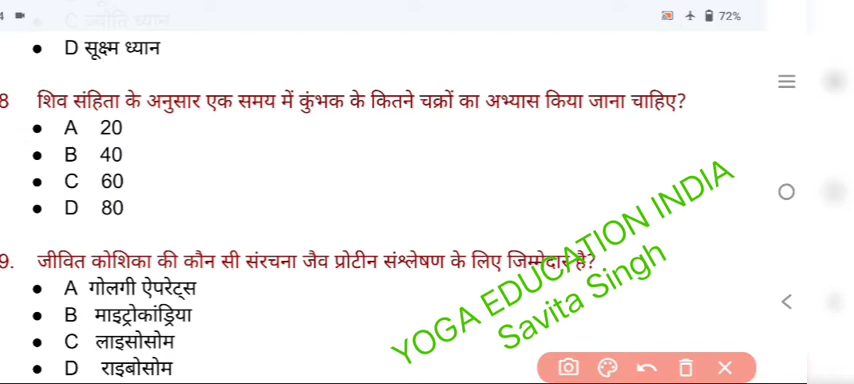 72%
C ज्योति ध्यान
• D सूक्ष्म ध्यान
8 शिव संहिता के अनुसार एक समय में कुंभक के कितने चक्रों का अभ्यास किया जाना चाहिए?
• A 20
• B 40
• C 60
• D 80
9. जीवित कोशिका की कौन सी संरचना जैव प्रोटीन संश्लेषण के लिए जिम्मेदार है?
• A गोलगी ऐपरेट्स
• B माइट्रोकांड्रिया
• C लाइसोसोम
• D राइबोसोम
YOGA EDUCATION INDIA
Savita Singh